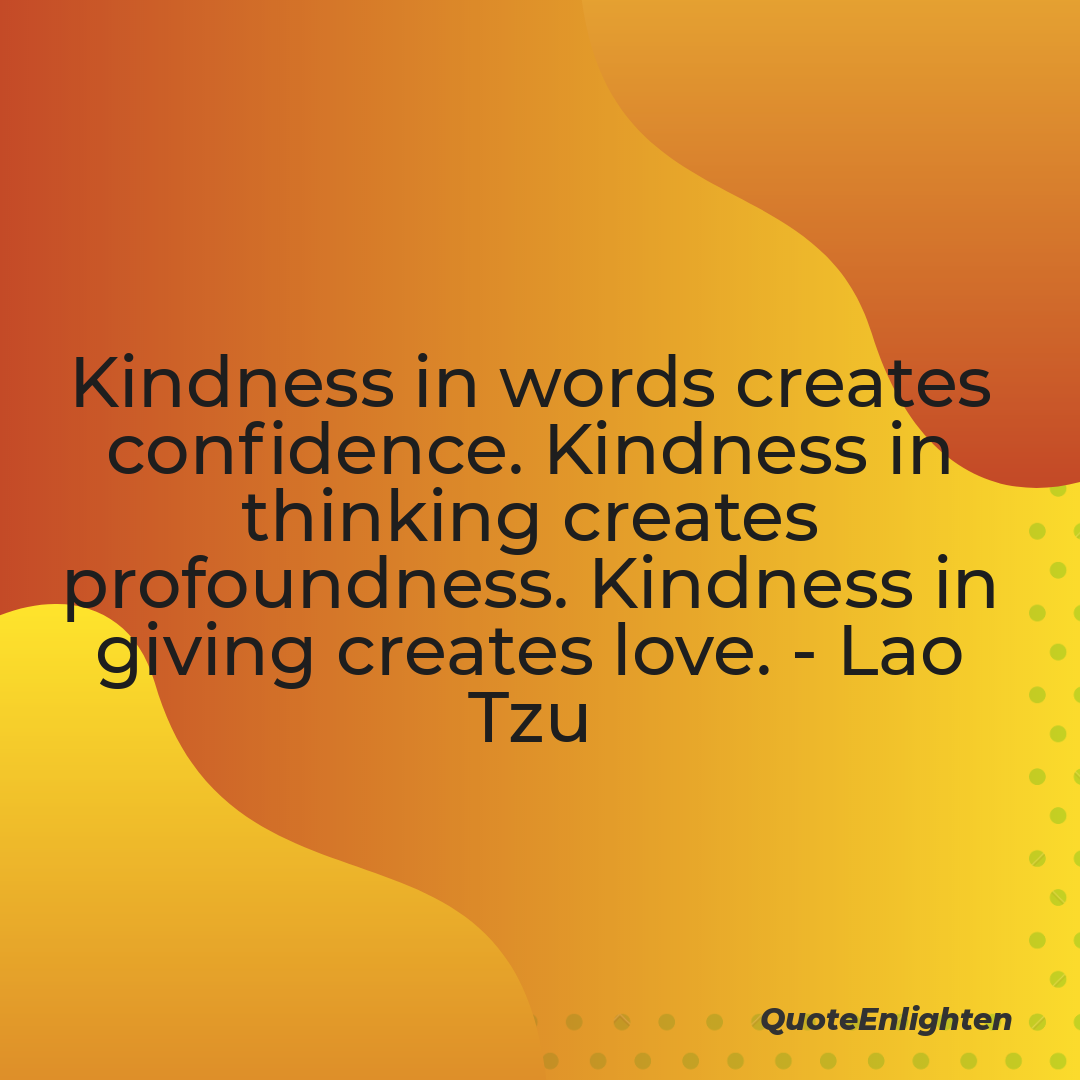 Kindness in words creates
confidence. Kindness in
thinking creates
profoundness. Kindness in
giving creates love. - Lao
Tzu
QuoteEnlighten